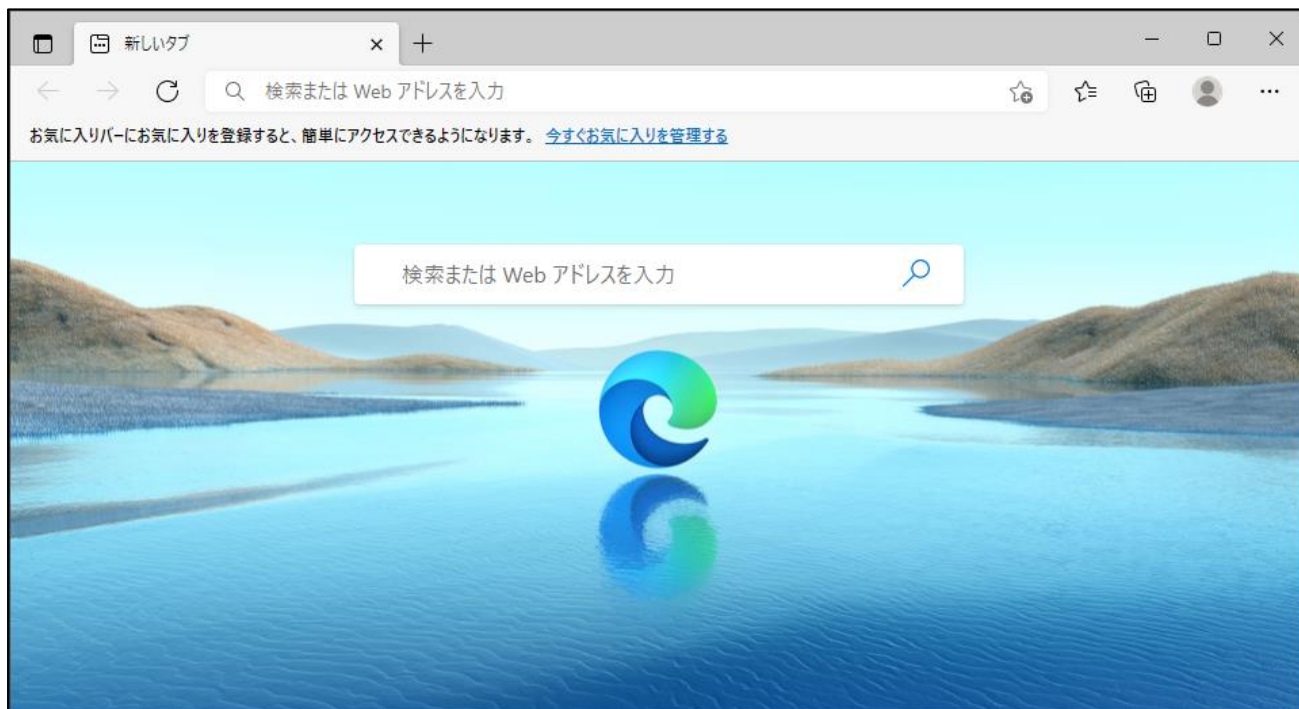 新しいタブ
検索または Web アドレスを入力
お気に入りバーにお気に入りを登録すると、簡単にアクセスできるようになります。 今すぐお気に入りを管理する
検索または Web アドレスを入力